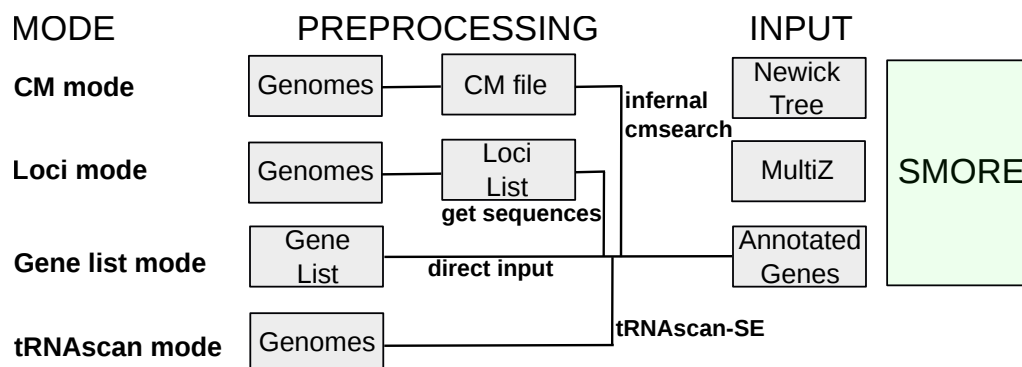 MODE PREPROCESSING INPUT
CM mode Genomes CM file infernal cmsearch Newick Tree
Loci mode Genomes Loci List get sequences MultiZ SMORE
Gene list mode Gene List direct input Annotated Genes
tRNAscan mode Genomes tRNAscan-SE